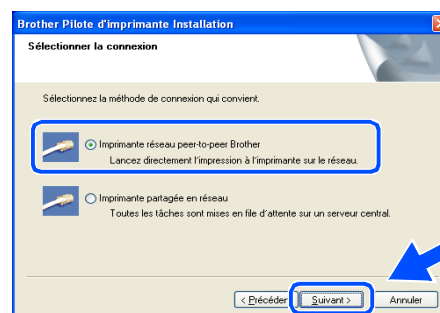 Brother Pilote d'imprimante Installation
Sélectionner la connexion
Sélectionnez la méthode de connexion qui convient.
Imprimante réseau peer-to-peer Brother
Lancez directement l'impression à l'imprimante sur le réseau.
Imprimante partagée en réseau
Toutes les tâches sont mises en file d'attente sur un serveur central.
< Précéder
Suivant >
Annuler